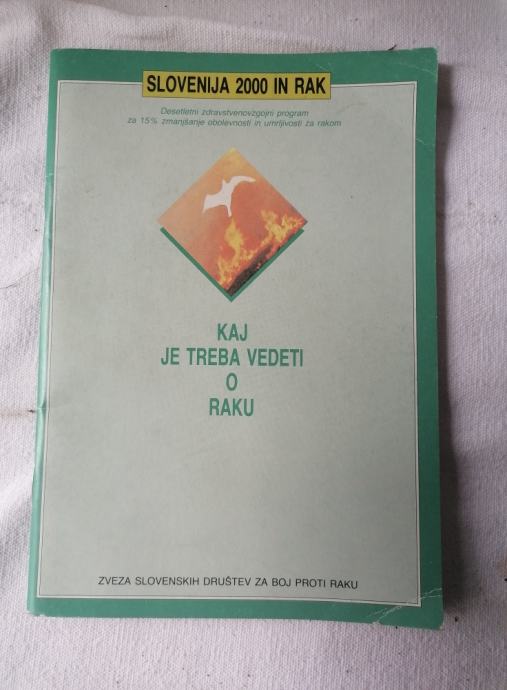 SLOVENIJA 2000 IN RAK
Desetletni zdravstvenovzgojni program
za 15% zmanjšanje obolevnosti in umrljivosti za rakom
KAJ
JE TREBA VEDETI
O
RAKU
ZVEZA SLOVENSKIH DRUŠTEV ZA BOJ PROTI RAKU